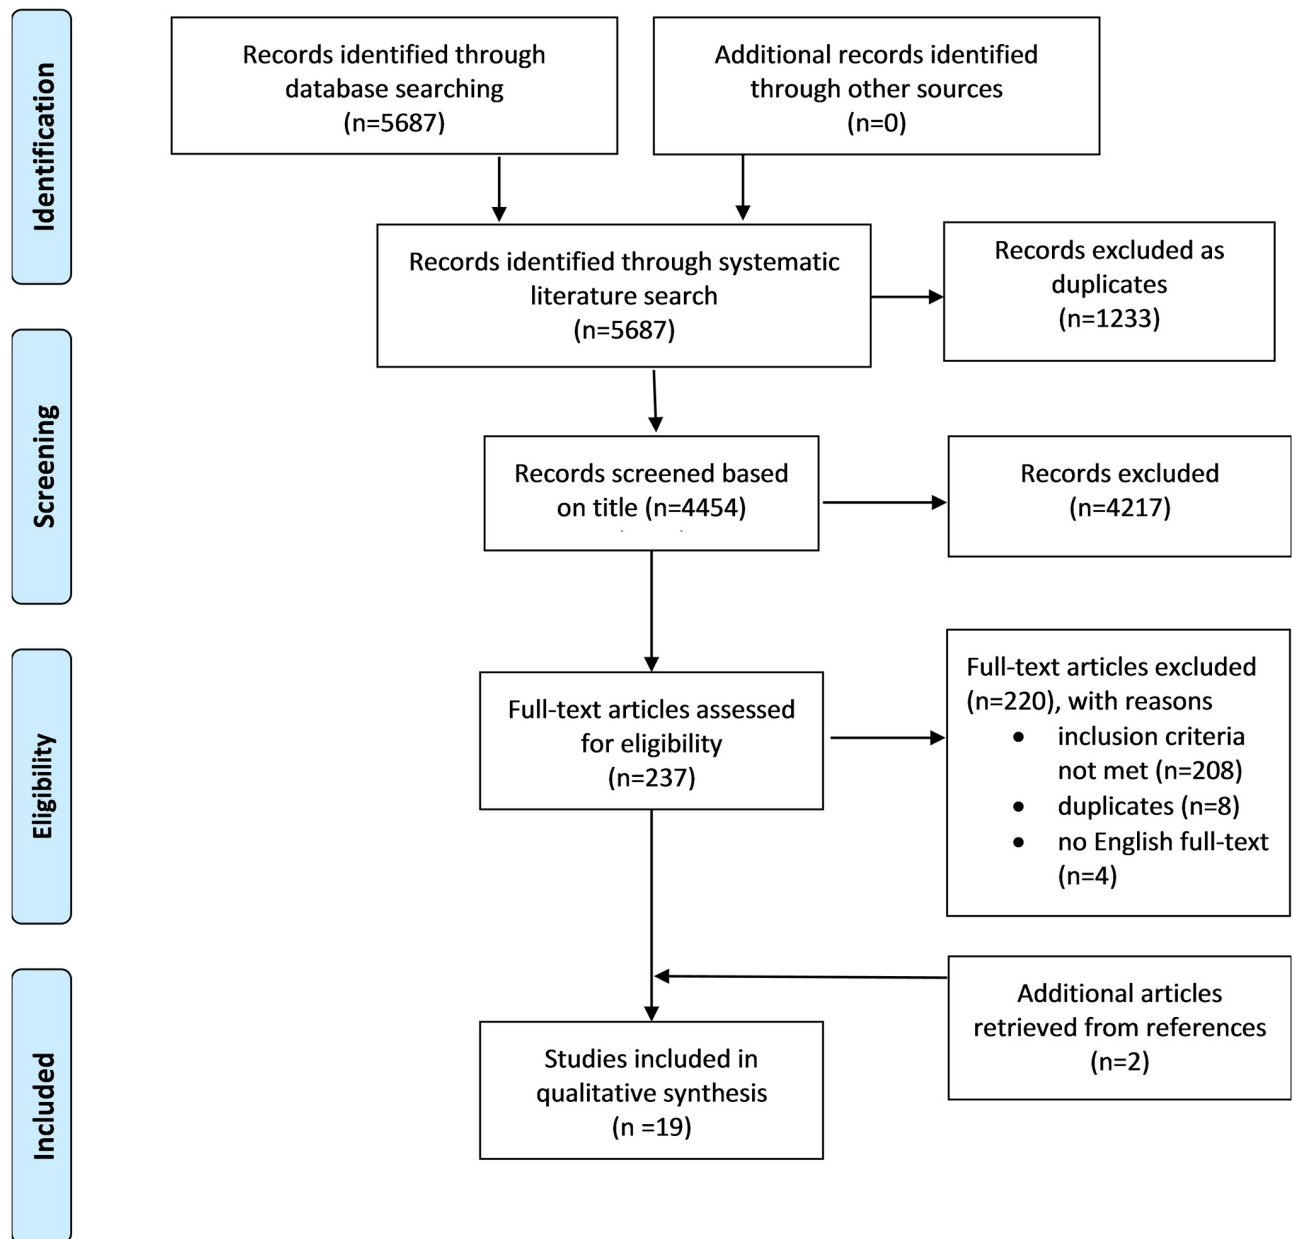 Identification
Records identified through
database searching
(n=5687)
Additional records identified
through other sources
(n=0)
Records identified through systematic
literature search
(n=5687)
Records excluded as
duplicates
(n=1233)
Screening
Records screened based
on title (n=4454)
Records excluded
(n=4217)
Eligibility
Full-text articles assessed
for eligibility
(n=237)
Full-text articles excluded
(n=220), with reasons
• inclusion criteria
not met (n=208)
• duplicates (n=8)
• no English full-text
(n=4)
Included
Additional articles
retrieved from references
(n=2)
Studies included in
qualitative synthesis
(n =19)